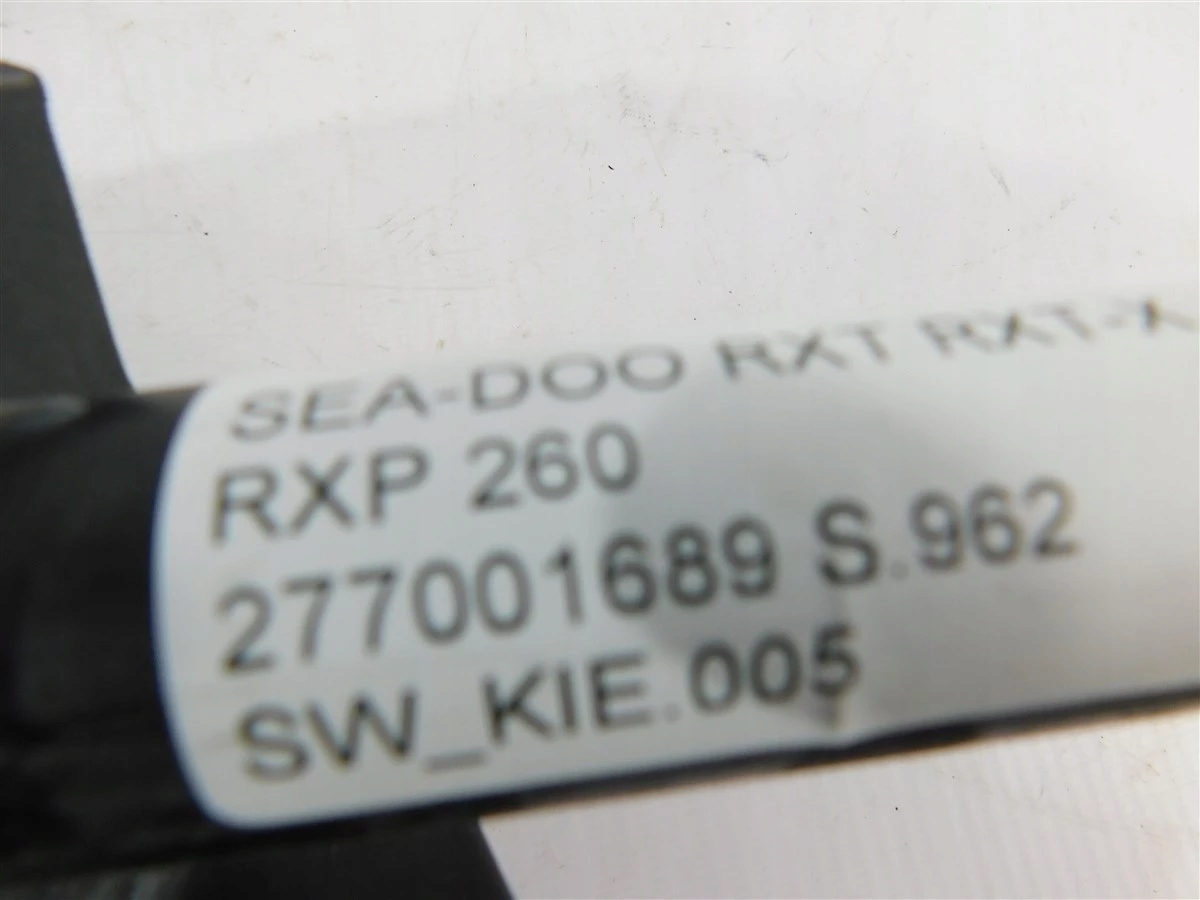 SEA-DOO RXT RXT-X
RXP 260
277001689 S.962
SW_KIE.005